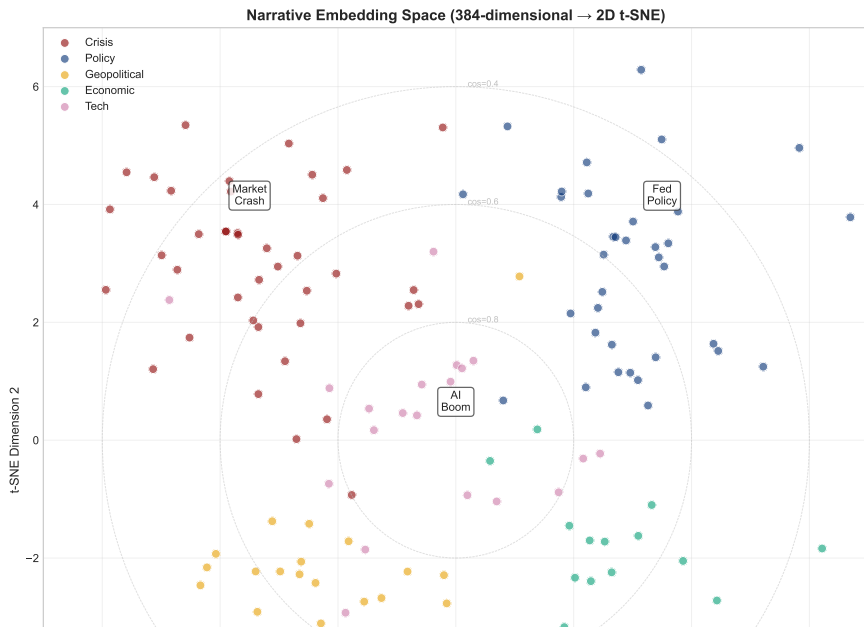 Narrative Embedding Space (384-dimensional → 2D t-SNE)
Crisis
Policy
Geopolitical
Economic
Tech
cos=0.4
cos=0.6
cos=0.8
Market
Crash
Fed
Policy
AI
Boom
t-SNE Dimension 2
6
4
2
0
−2